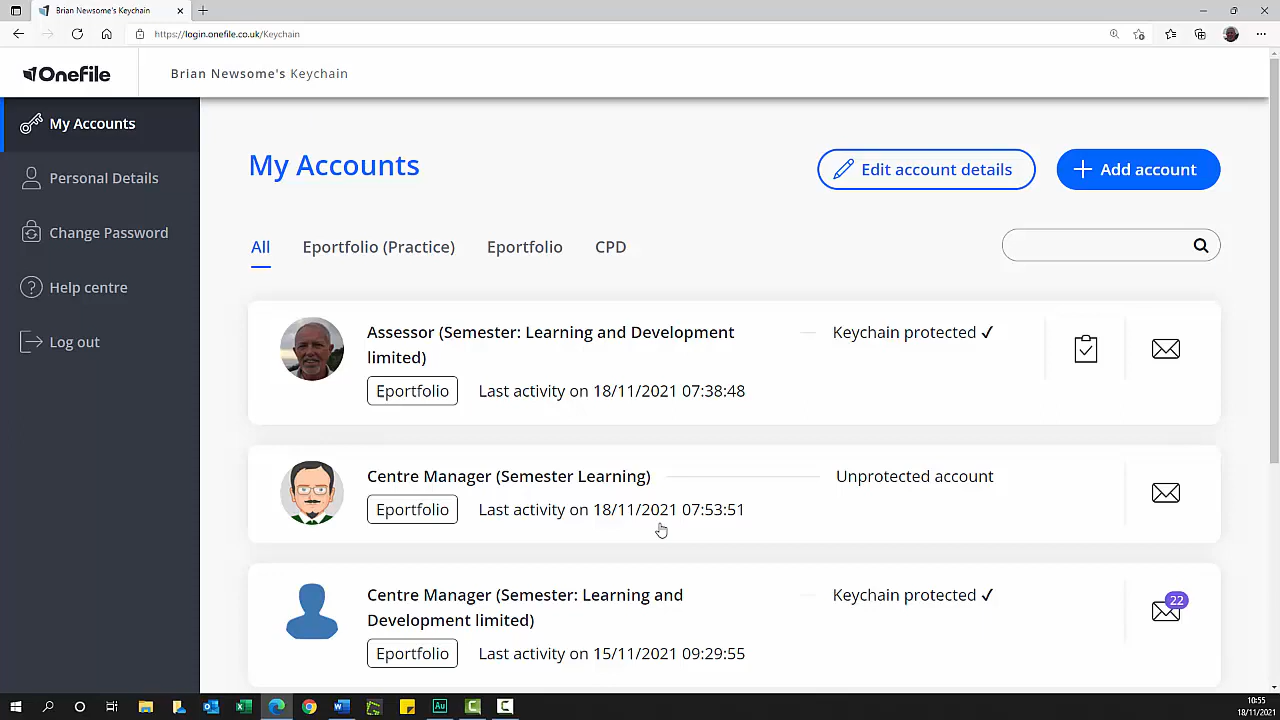 Brian Newsome's Keychain
https://login.onefile.co.uk/Keychain
Onefile
Brian Newsome's Keychain
My Accounts
Personal Details
Change Password
Help centre
Log out
My Accounts
Edit account details
Add account
All
Eportfolio (Practice)
Eportfolio
CPD
Assessor (Semester: Learning and Development
limited)
Keychain protected ✓
Eportfolio
Last activity on 18/11/2021 07:38:48
Centre Manager (Semester Learning)
Unprotected account
Eportfolio
Last activity on 18/11/2021 07:53:51
Centre Manager (Semester: Learning and
Development limited)
Keychain protected ✓
22
Eportfolio
Last activity on 15/11/2021 09:29:55
Au
10:55
18/11/2021